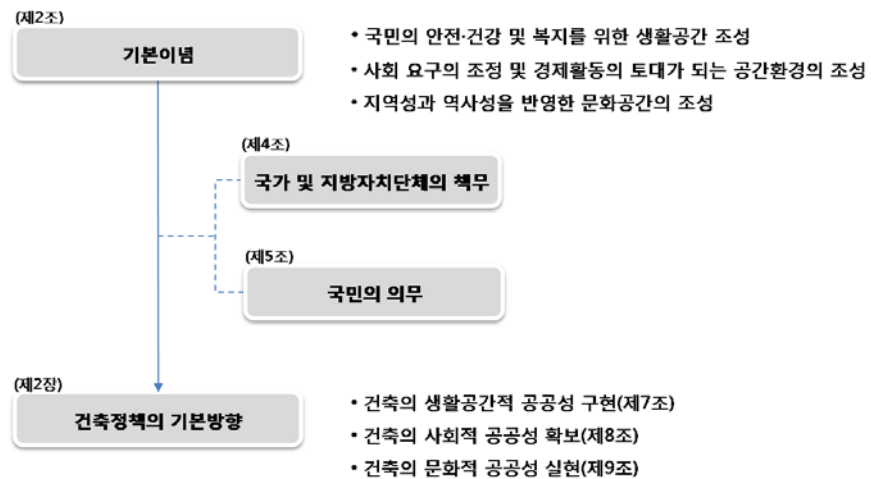 (제2조)
기본이념
• 국민의 안전·건강 및 복지를 위한 생활공간 조성
• 사회 요구의 조정 및 경제활동의 토대가 되는 공간환경의 조성
• 지역성과 역사성을 반영한 문화공간의 조성
(제4조)
국가 및 지방자치단체의 책무
(제5조)
국민의 의무
(제2장)
건축정책의 기본방향
• 건축의 생활공간적 공공성 구현(제7조)
• 건축의 사회적 공공성 확보(제8조)
• 건축의 문화적 공공성 실현(제9조)